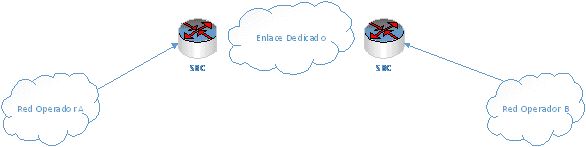 Enlace Dedicado
SBC
SBC
Red Operador A
Red Operador B